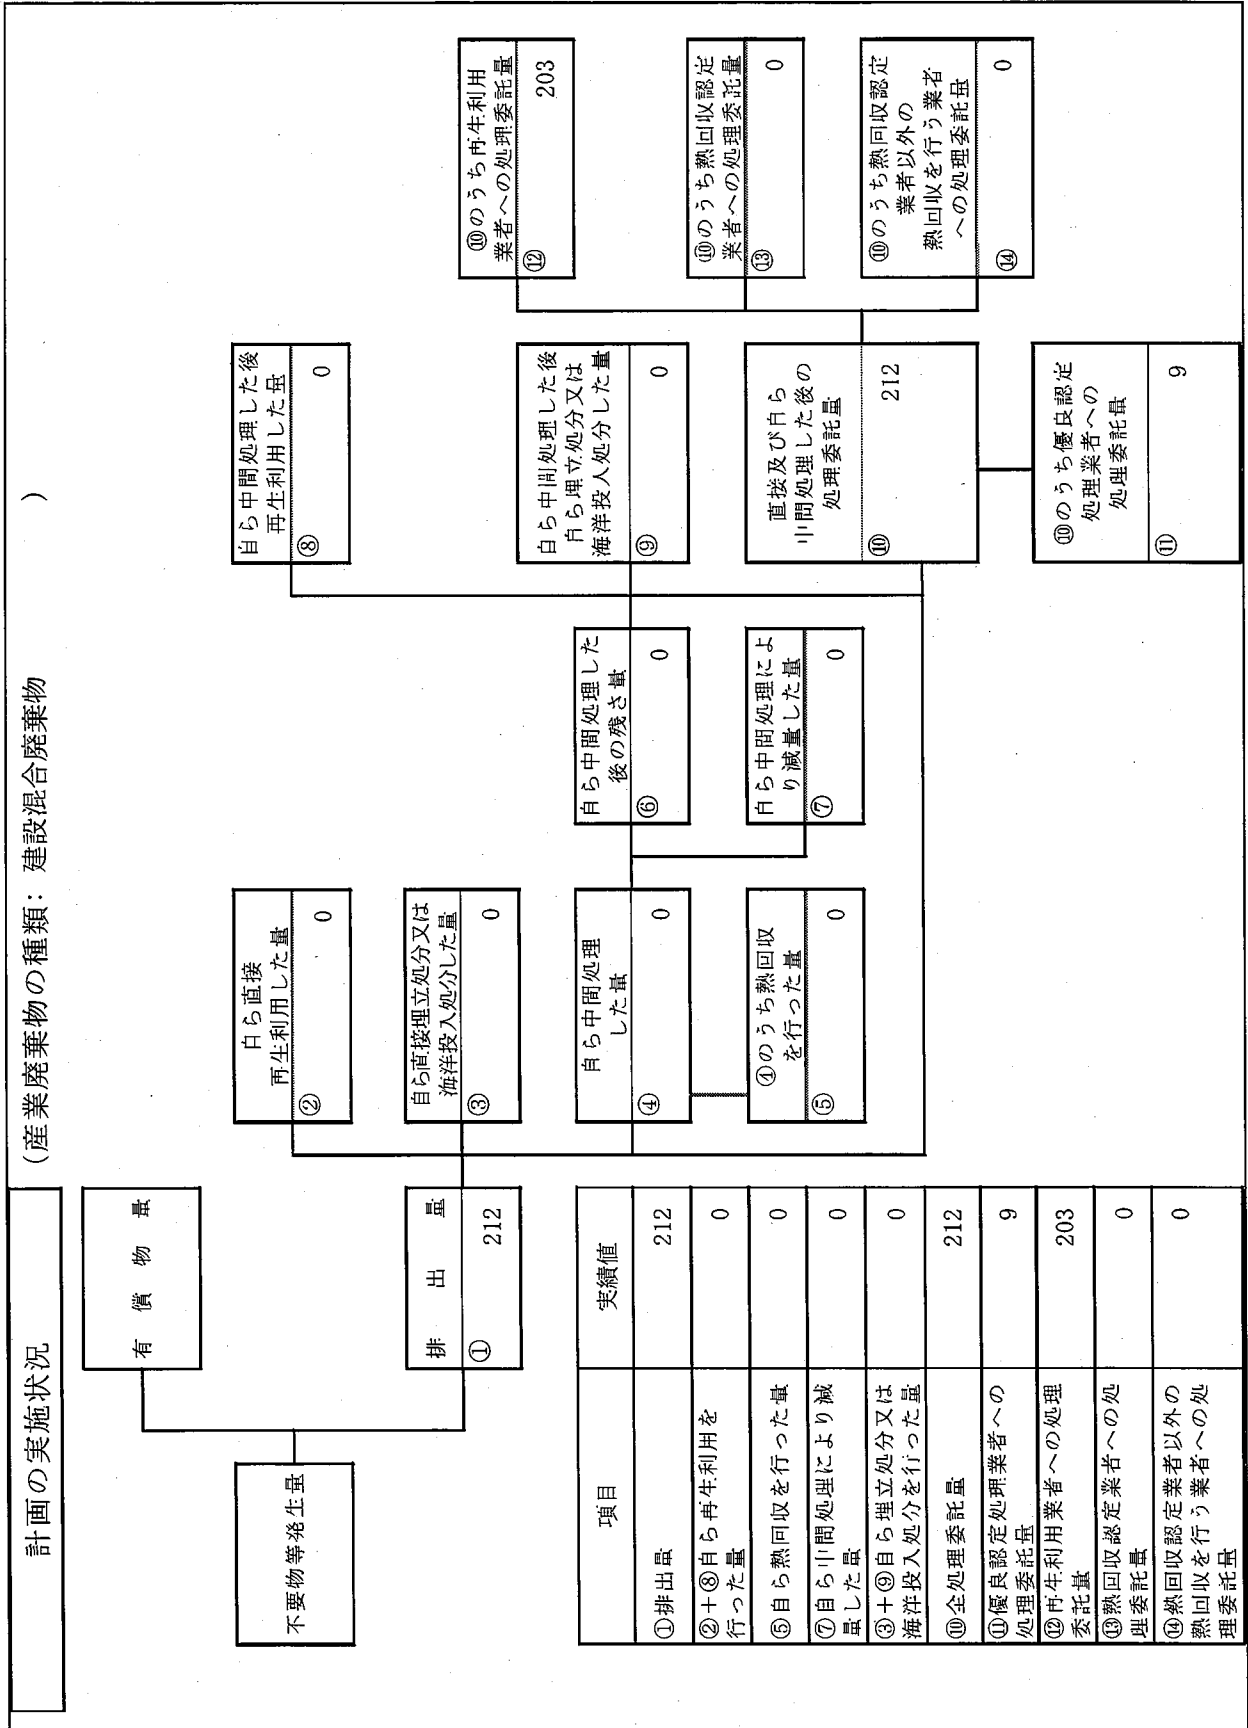 計画の実施状況
(産業廃棄物の種類: 建設混合廃棄物 )
不要物等発生量
有償物量
排出量
① 212
自ら直接
再生利用した量
② 0
自ら直接埋立処分又は
海洋投入処分した量
③ 0
自ら中間処理
した量
④ 0
④のうち熱回収
を行った量
⑤ 0
自ら中間処理した
後の残さ量
⑥ 0
自ら中間処理によ
り減量した量
⑦ 0
自ら中間処理した後
再生利用した量
⑧ 0
自ら中間処理した後
自ら埋立処分又は
海洋投入処分した量
⑨ 0
直接及び自ら
中間処理した後の
処理委託量
⑩ 212
⑩のうち優良認定
処理業者への
処理委託量
⑪ 9
⑩のうち再生利用
業者への処理委託量
⑫ 203
⑩のうち熱回収認定
業者への処理委託量
⑬ 0
⑩のうち熱回収認定
業者以外の
熱回収を行う業者
への処理委託量
⑭ 0
項目 実績値
①排出量 212
②+⑧自ら再生利用を
行った量 0
⑤自ら熱回収を行った量 0
⑦自ら中間処理により減
量した量 0
③+⑨自ら埋立処分又は
海洋投入処分を行った量 0
⑩全処理委託量 212
⑪優良認定処理業者への
処理委託量 9
⑫再生利用業者への処理
委託量 203
⑬熱回収認定業者への処
理委託量 0
⑭熱回収認定業者以外の
熱回収を行う業者への処
理委託量 0